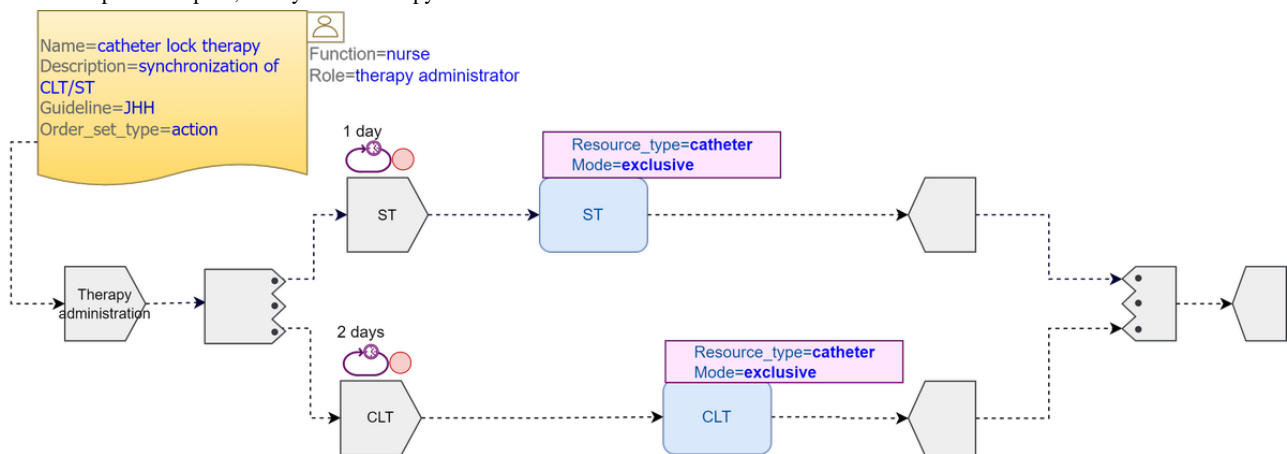 Name=catheter lock therapy
Description=synchronization of
CLT/ST
Guideline=JHH
Order_set_type=action
Function=nurse
Role=therapy administrator
1 day
Resource_type=catheter
Mode=exclusive
ST
ST
Therapy
administration
2 days
Resource_type=catheter
Mode=exclusive
CLT
CLT